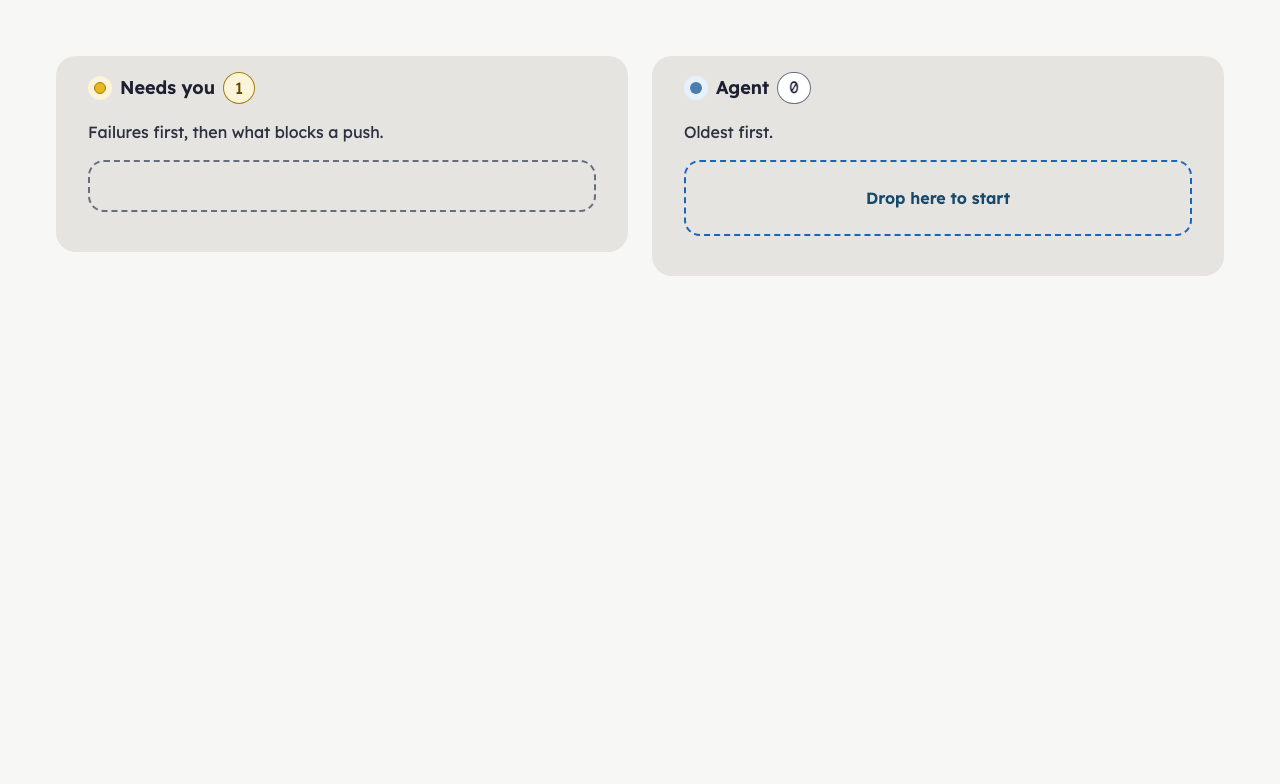 Needs you 1
Failures first, then what blocks a push.
Agent 0
Oldest first.
Drop here to start